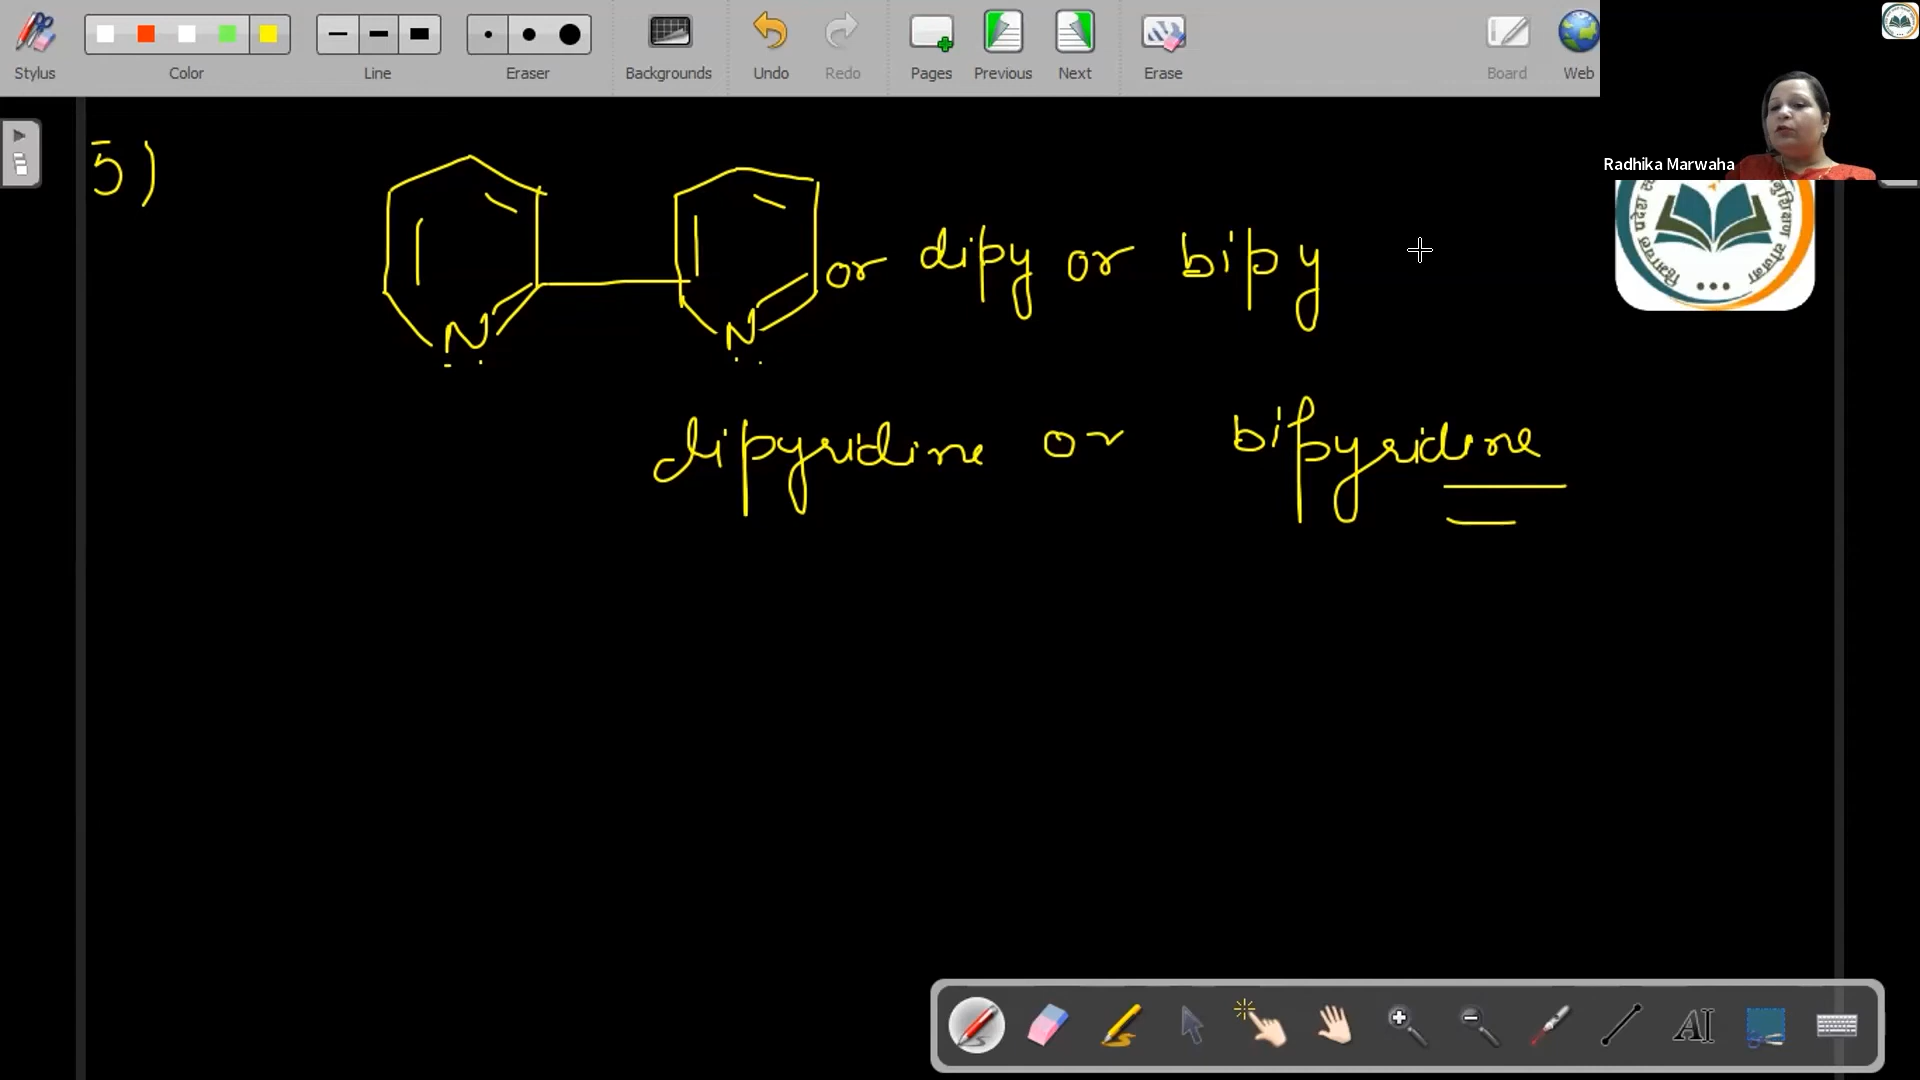 Stylus Color Line Eraser Backgrounds Undo Redo Pages Previous Next Erase Board Web
Radhika Marwaha
5)
N N
or dipy or bipy
dipyridine or bipyridine